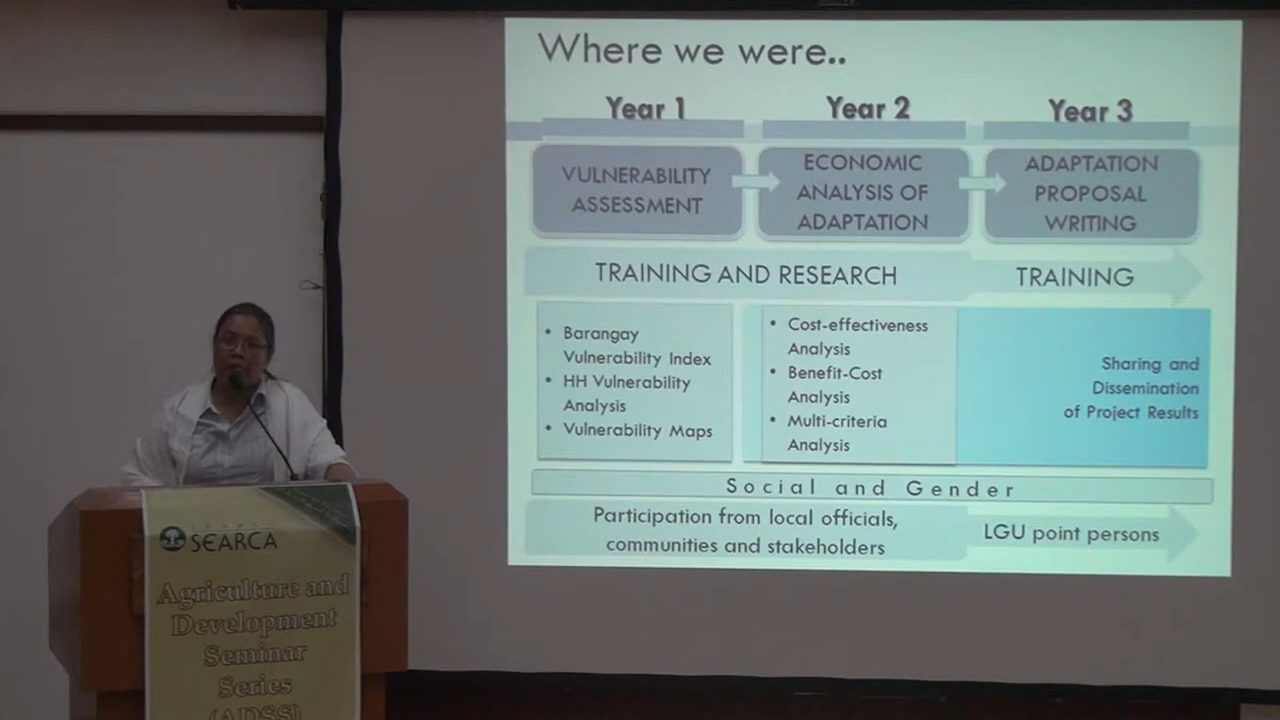 Where we were..
Year 1
Year 2
Year 3
VULNERABILITY
ASSESSMENT
ECONOMIC
ANALYSIS OF
ADAPTATION
ADAPTATION
PROPOSAL
WRITING
TRAINING AND RESEARCH
TRAINING
• Barangay
Vulnerability Index
• HH Vulnerability
Analysis
• Vulnerability Maps
• Cost-effectiveness
Analysis
• Benefit-Cost
Analysis
• Multi-criteria
Analysis
Sharing and
Dissemination
of Project Results
Social and Gender
Participation from local officials,
communities and stakeholders
LGU point persons
SEARCA
Agriculture and
Development
Seminar
Series
(ADSS)